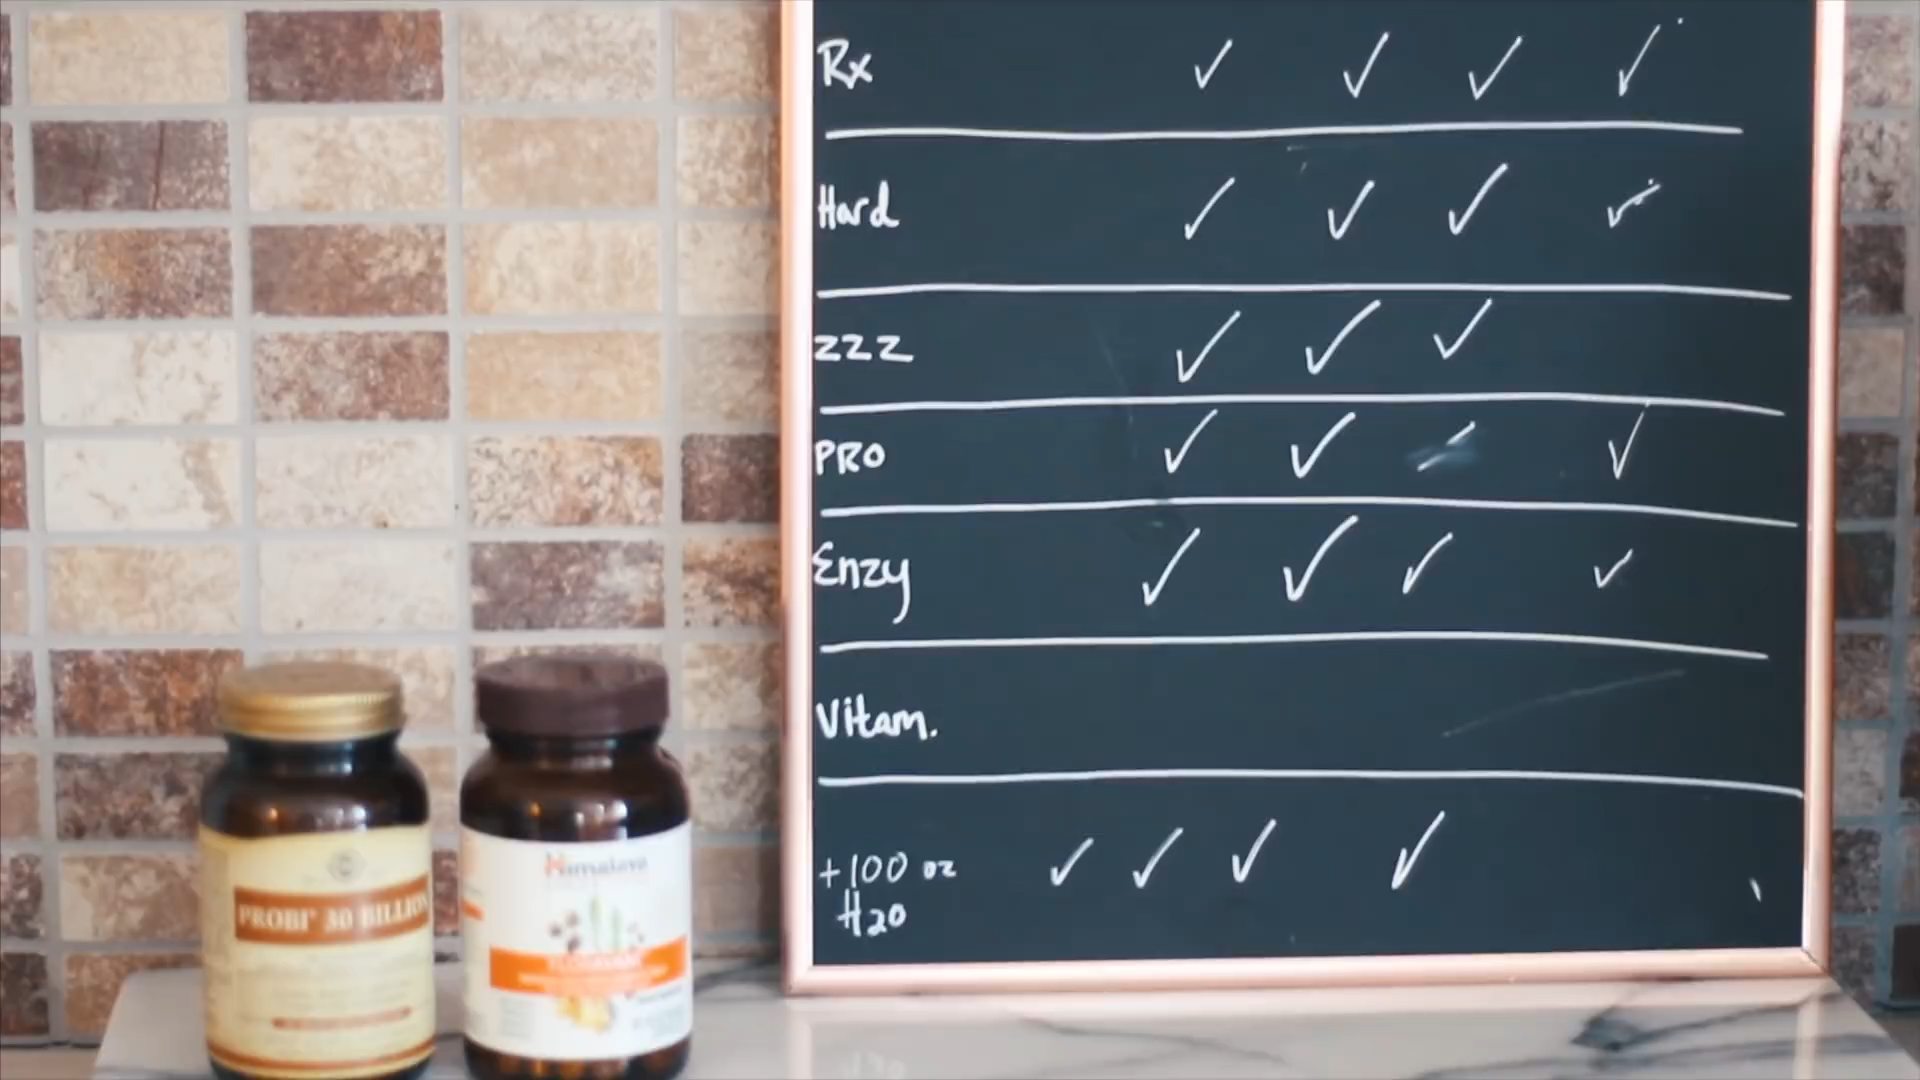 Rx ✓ ✓ ✓ ✓
Hard ✓ ✓ ✓ ✓
zzz ✓ ✓ ✓
PRO ✓ ✓ ✓
Enzy ✓ ✓ ✓ ✓
Vitam.
+100 oz ✓ ✓ ✓ ✓
H20
PROBI 30 BILLION
Himalaya